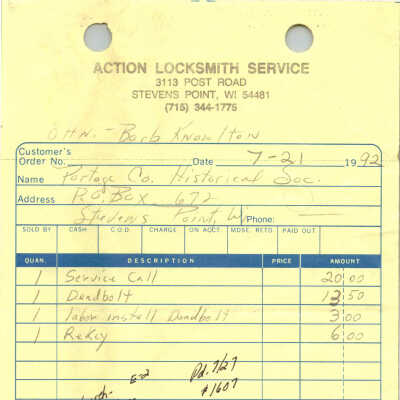 ACTION LOCKSMITH SERVICE
3113 POST ROAD
STEVENS POINT, WI 54481
(715) 344-1775
ATTN. - Barb Knowlton
Customer's
Order No. Date 7-21 1992
Name Portage Co. Historical Soc.
Address P.O. Box 672
Stevens Point, Wi Phone:
SOLD BY CASH C.O.D. CHARGE ON ACCT. MDSE. RETD. PAID OUT
QUAN. DESCRIPTION PRICE AMOUNT
1 Service Call 20 00
1 Deadbolt 13 50
1 labor install Deadbolt 3 00
1 ReKey 6 00
E-2 Pd. 7/27
#1607